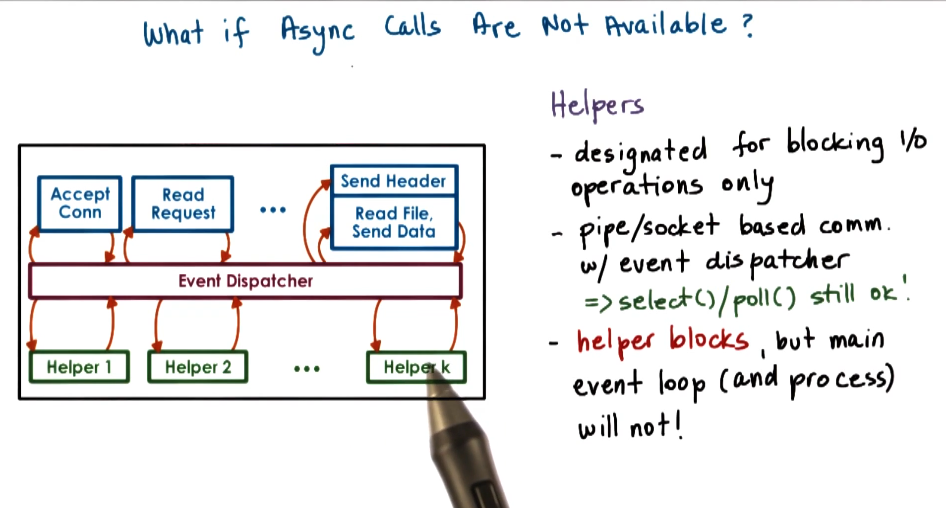 What if Async Calls Are Not Available?
Accept
Conn
Read
Request
...
Send Header
Read File,
Send Data
Event Dispatcher
Helper 1
Helper 2
...
Helper k
Helpers
- designated for blocking I/O
operations only
- pipe/socket based comm.
w/ event dispatcher
=> select()/poll() still ok!
- helper blocks, but main
event loop (and process)
will not!